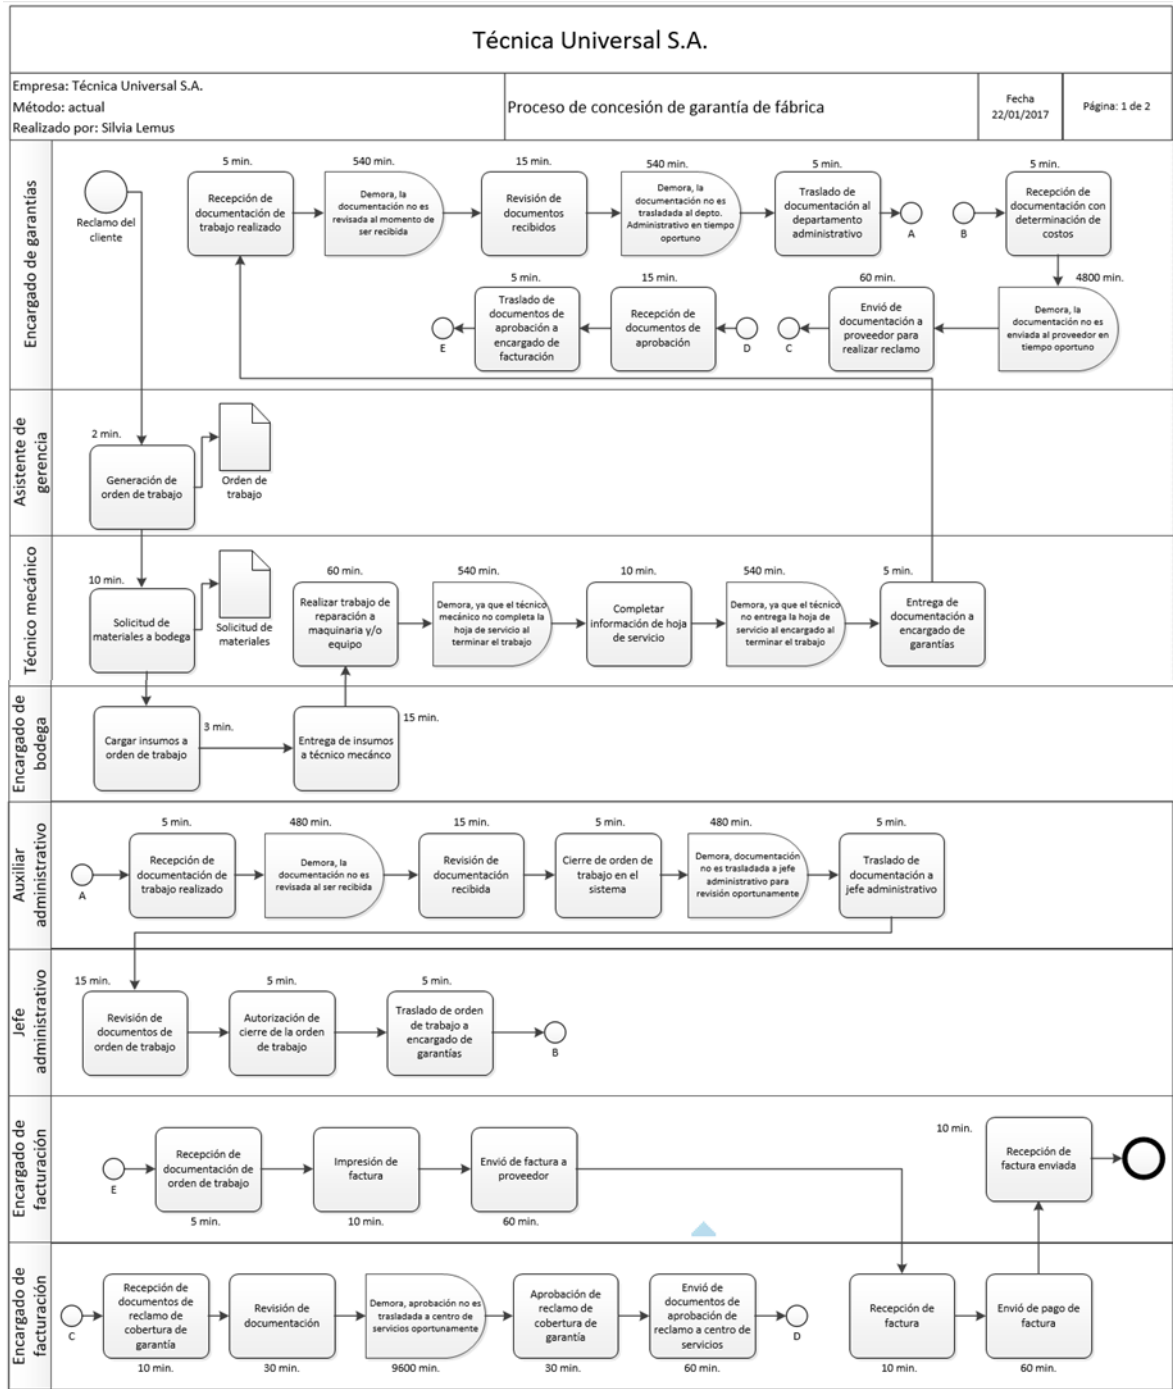 Técnica Universal S.A.
Empresa: Técnica Universal S.A.
Método: actual
Realizado por: Silvia Lemus
Proceso de concesión de garantía de fábrica
Fecha
22/01/2017
Página: 1 de 2
Encargado de garantías
Reclamo del
cliente
5 min.
Recepción de
documentación de
trabajo realizado
540 min.
Demora, la
documentación no es
revisada al momento de
ser recibida
15 min.
Revisión de
documentos
recibidos
540 min.
Demora, la
documentación no es
trasladada al depto.
Administrativo en tiempo
oportuno
5 min.
Traslado de
documentación al
departamento
administrativo
A
B
5 min.
Recepción de
documentación con
determinación de
costos
4800 min.
Demora, la
documentación no es
enviada al proveedor en
tiempo oportuno
60 min.
Envió de
documentación a
proveedor para
realizar reclamo
C
D
15 min.
Recepción de
documentos de
aprobación
5 min.
Traslado de
documentos de
aprobación a
encargado de
facturación
E
Asistente de
gerencia
2 min.
Generación de
orden de trabajo
Orden de
trabajo
Técnico mecánico
10 min.
Solicitud de
materiales a bodega
Solicitud de
materiales
60 min.
Realizar trabajo de
reparación a
maquinaria y/o
equipo
540 min.
Demora, ya que el técnico
mecánico no completa la
hoja de servicio al
terminar el trabajo
10 min.
Completar
información de hoja
de servicio
540 min.
Demora, ya que el técnico
no entrega la hoja de
servicio al encargado al
terminar el trabajo
5 min.
Entrega de
documentación a
encargado de
garantías
Encargado de
bodega
Cargar insumos a
orden de trabajo
3 min.
Entrega de insumos
a técnico mecánco
15 min.
Auxiliar
administrativo
A
5 min.
Recepción de
documentación de
trabajo realizado
480 min.
Demora, la
documentación no es
revisada al ser recibida
15 min.
Revisión de
documentación
recibida
5 min.
Cierre de orden de
trabajo en el
sistema
480 min.
Demora, documentación
no es trasladada a jefe
administrativo para
revisión oportunamente
5 min.
Traslado de
documentación a
jefe administrativo
Jefe
administrativo
15 min.
Revisión de
documentos de
orden de trabajo
5 min.
Autorización de
cierre de la orden
de trabajo
5 min.
Traslado de orden
de trabajo a
encargado de
garantías
B
Encargado de
facturación
E
Recepción de
documentación de
orden de trabajo
5 min.
Impresión de
factura
10 min.
Envió de factura a
proveedor
60 min.
10 min.
Recepción de
factura enviada
Encargado de
facturación
C
Recepción de
documentos de
reclamo de
cobertura de
garantía
10 min.
Revisión de
documentación
30 min.
Demora, aprobación no es
trasladada a centro de
servicios oportunamente
9600 min.
Aprobación de
reclamo de
cobertura de
garantía
30 min.
Envió de
documentos de
aprobación de
reclamo a centro de
servicios
60 min.
D
Recepción de
factura
10 min.
Envió de pago de
factura
60 min.